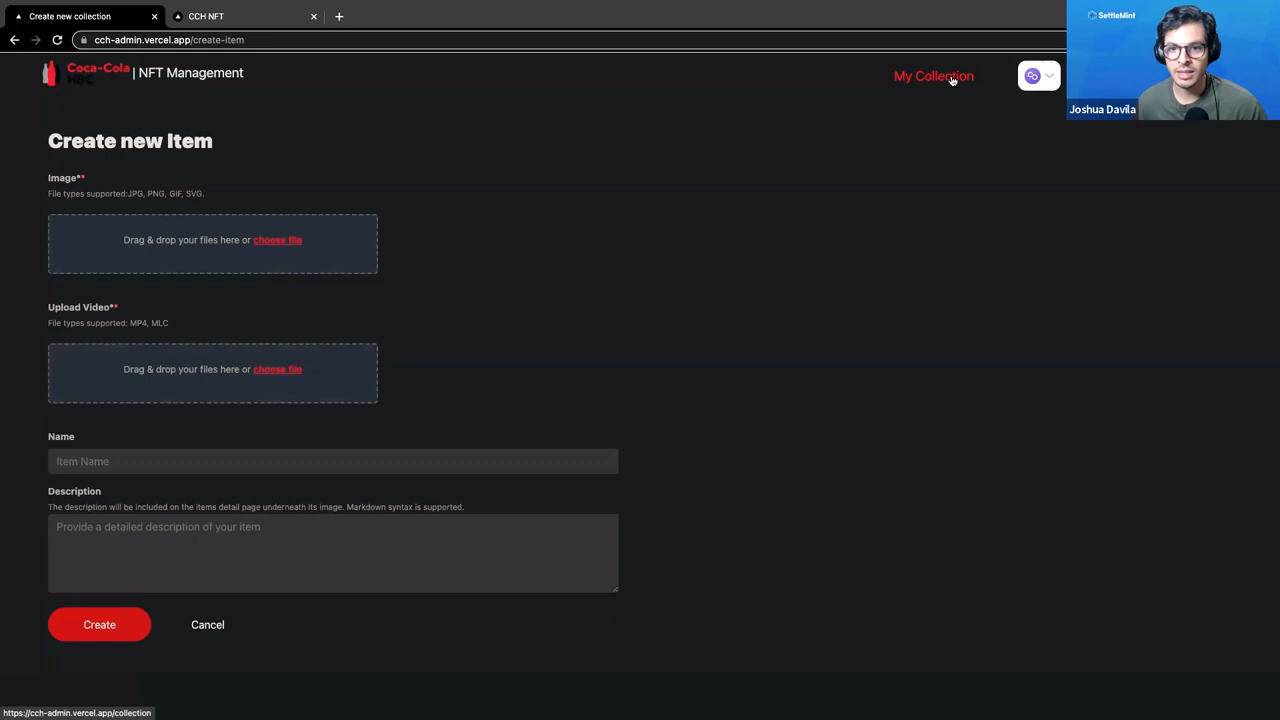 Create new collection
CCH NFT
cch-admin.vercel.app/create-item
SettleMint
Joshua Davila
Coca-Cola
HBC
| NFT Management
My Collection
Create new Item
Image**
File types supported:JPG, PNG, GIF, SVG.
Drag & drop your files here or choose file
Upload Video**
File types supported: MP4, MLC
Drag & drop your files here or choose file
Name
Item Name
Description
The description will be included on the items detail page underneath its image. Markdown syntax is supported.
Provide a detailed description of your item
Create
Cancel
https://cch-admin.vercel.app/collection